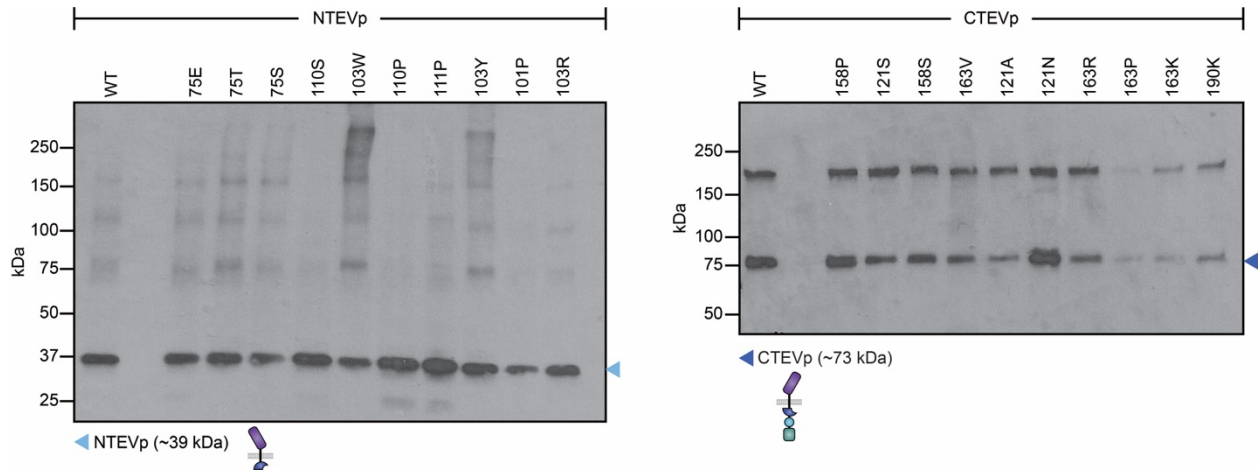 NTEVp
WT
75E
75T
75S
110S
103W
110P
111P
103Y
101P
103R
250
150
100
75
50
37
25
kDa
NTEVp (~39 kDa)
CTEVp
WT
158P
121S
158S
163V
121A
121N
163R
163P
163K
190K
250
150
100
75
50
kDa
CTEVp (~73 kDa)